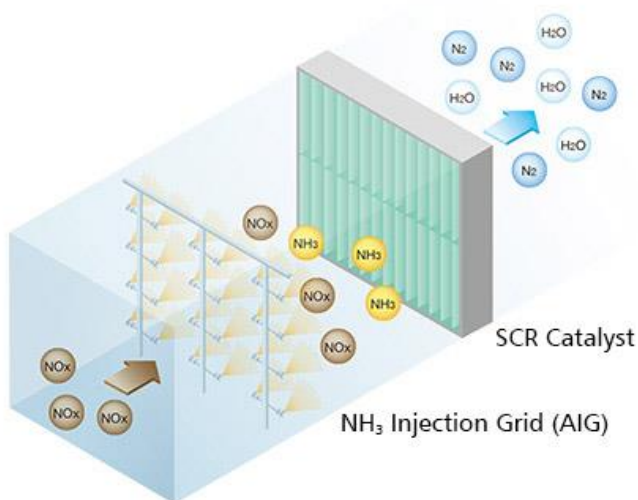 N2
H2O
N2
H2O
H2O
N2
H2O
N2
NOx
NH3
NH3
NOx
NH3
NOx
SCR Catalyst
NOx
NOx
NOx
NH₃ Injection Grid (AIG)